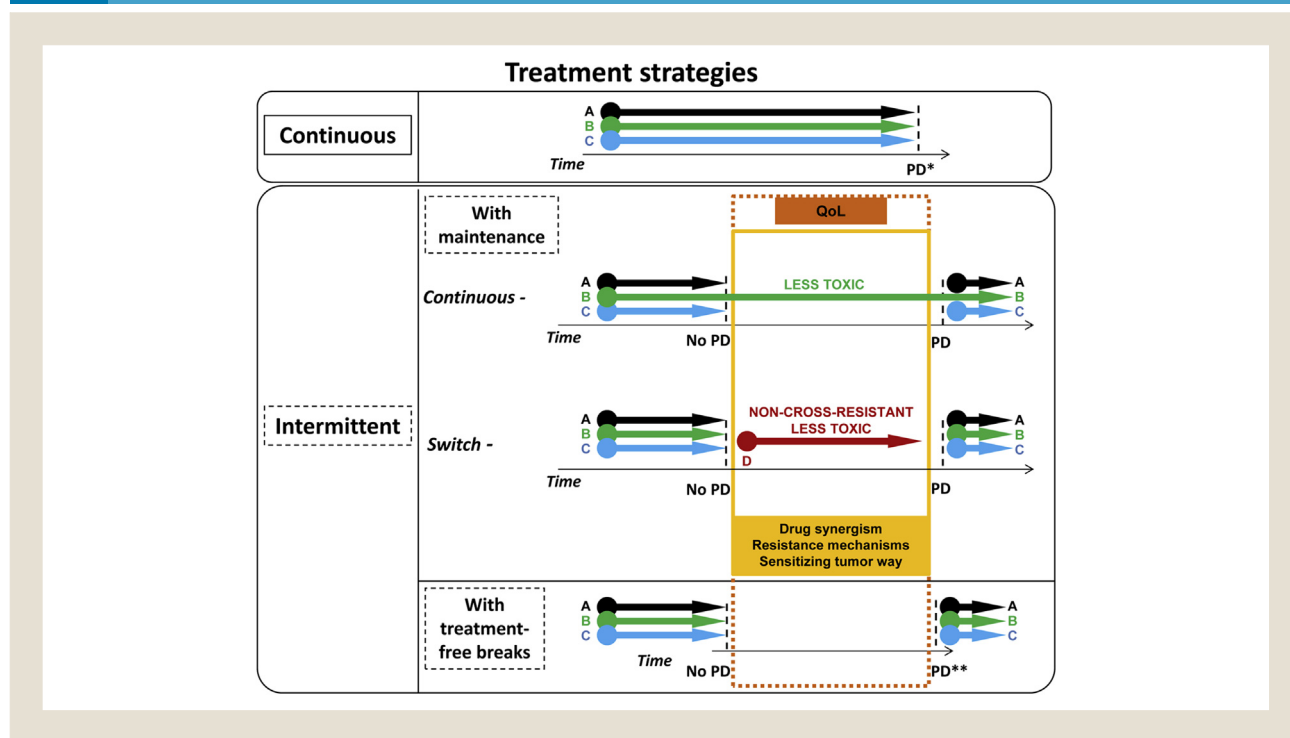 Treatment strategies
Continuous
A
B
C
Time
PD*
Intermittent
With
maintenance
QoL
Continuous -
A
B
C
LESS TOXIC
A
B
C
Time
No PD
PD
Switch -
A
B
C
NON-CROSS-RESISTANT
LESS TOXIC
D
A
B
C
Time
No PD
PD
Drug synergism
Resistance mechanisms
Sensitizing tumor way
With
treatment-
free breaks
A
B
C
A
B
C
Time
No PD
PD**